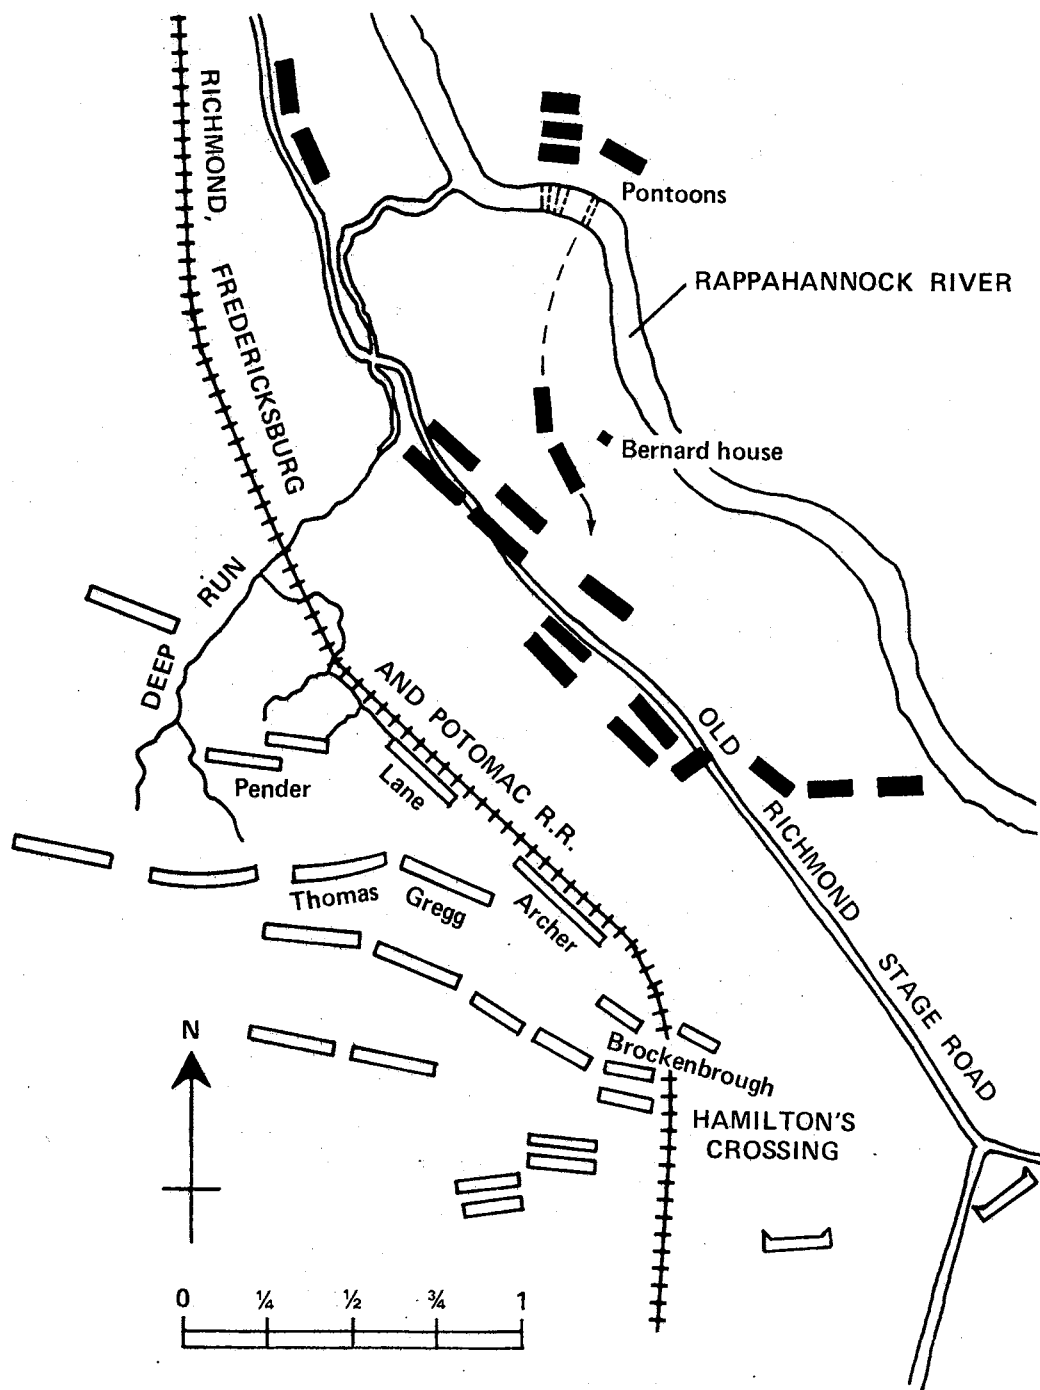 RICHMOND,
FREDERICKSBURG
AND POTOMAC R.R.
Pontoons
RAPPAHANNOCK RIVER
Bernard house
DEEP RUN
OLD RICHMOND STAGE ROAD
Pender
Lane
Thomas
Gregg
Archer
Brockenbrough
HAMILTON'S
CROSSING
N
0 ¼ ½ ¾ 1